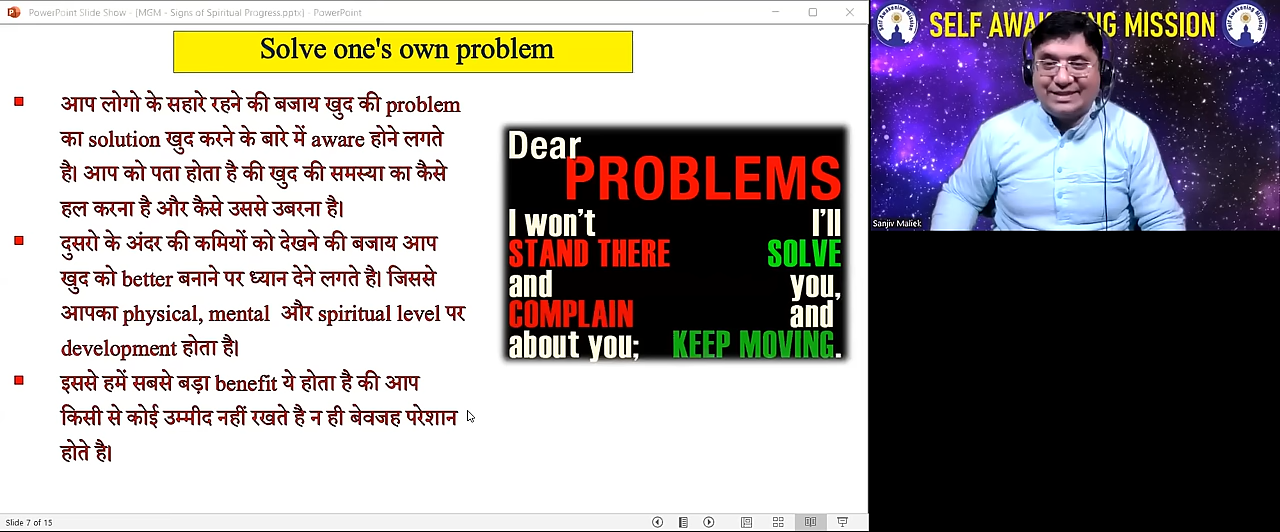 PowerPoint Slide Show - [MGM - Signs of Spiritual Progress.pptx] - PowerPoint
Solve one's own problem
आप लोगो के सहारे रहने की बजाय खुद की problem
का solution खुद करने के बारे में aware होने लगते
है। आप को पता होता है की खुद की समस्या का कैसे
हल करना है और कैसे उससे उबरना है।
दुसरो के अंदर की कमियों को देखने की बजाय आप
खुद को better बनाने पर ध्यान देने लगते है। जिससे
आपका physical, mental और spiritual level पर
development होता है।
इससे हमें सबसे बड़ा benefit ये होता है की आप
किसी से कोई उम्मीद नहीं रखते है न ही बेवजह परेशान
होते है।
Dear
PROBLEMS
I won't
STAND THERE
and
COMPLAIN
about you;
I'll
SOLVE
you,
and
KEEP MOVING.
SELF AWAKENING MISSION
Sanjiv Maliek
Slide 7 of 15